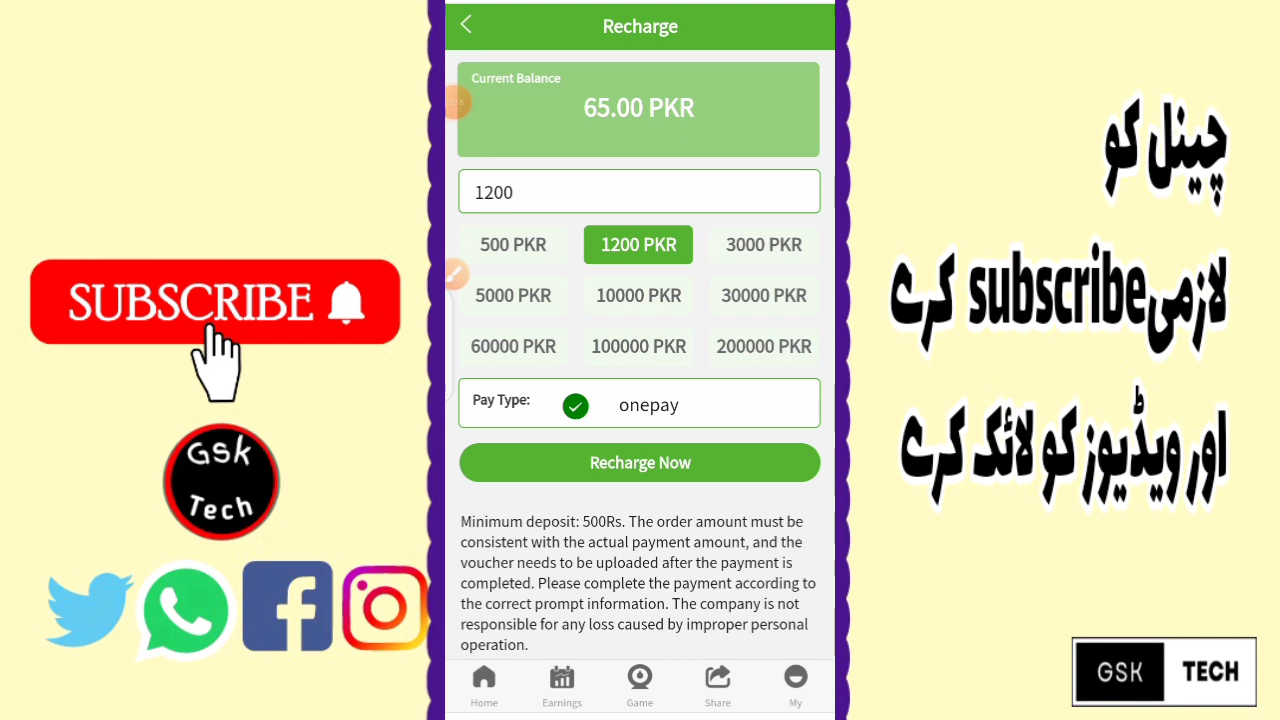 Recharge
Current Balance
65.00 PKR
1200
500 PKR
1200 PKR
3000 PKR
5000 PKR
10000 PKR
30000 PKR
60000 PKR
100000 PKR
200000 PKR
Pay Type:
onepay
Recharge Now
Minimum deposit: 500Rs. The order amount must be
consistent with the actual payment amount, and the
voucher needs to be uploaded after the payment is
completed. Please complete the payment according to
the correct prompt information. The company is not
responsible for any loss caused by improper personal
operation.
Home
Earnings
Game
Share
My
SUBSCRIBE
Gsk
Tech
چینل کو
لازمی subscribe کرے
اور ویڈیوز کو لائک کرے
GSK
TECH